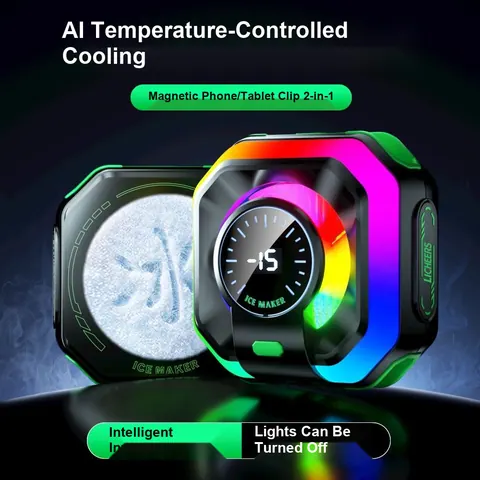 AI Temperature-Controlled
Cooling
Magnetic Phone/Tablet Clip 2-in-1
冰
ICE MAKER
-15
ICE MAKER
LICHEERS
Intelligent
Lights Can Be
Turned Off